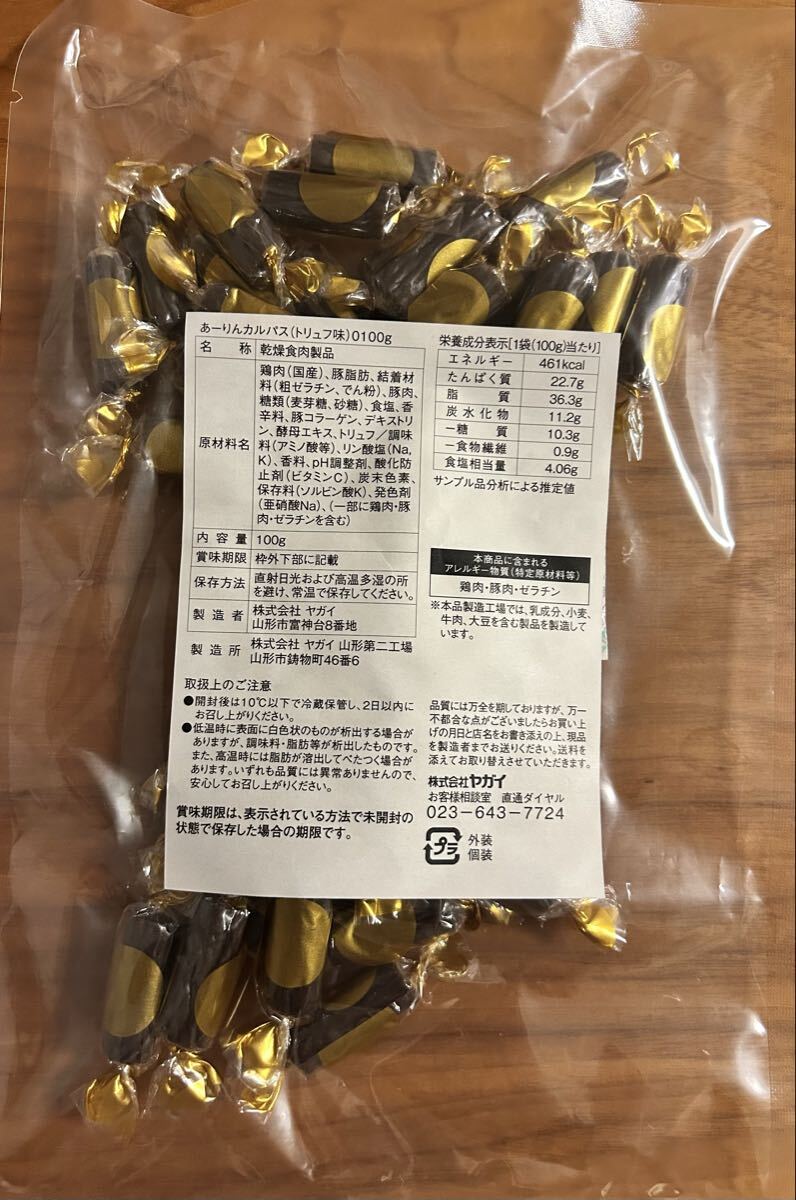 あーりんカルパス(トリュフ味)0100g
名　称 乾燥食肉製品
原材料名 鶏肉(国産)、豚脂肪、結着材
料(粗ゼラチン、でん粉)、豚肉、
糖類(麦芽糖、砂糖)、食塩、香
辛料、豚コラーゲン、デキストリ
ン、酵母エキス、トリュフ／調味
料(アミノ酸等)、リン酸塩(Na,
K)、香料、pH調整剤、酸化防
止剤(ビタミンC)、炭末色素、
保存料(ソルビン酸K)、発色剤
(亜硝酸Na)、(一部に鶏肉・豚
肉・ゼラチンを含む)
内容量 100g
賞味期限 枠外下部に記載
保存方法 直射日光および高温多湿の所
を避け、常温で保存してください。
製造者 株式会社 ヤガイ
山形市富神台8番地
製造所 株式会社 ヤガイ 山形第二工場
山形市鋳物町46番6
取扱上のご注意
●開封後は10℃以下で冷蔵保管し、2日以内に
お召し上がりください。
●低温時に表面に白色状のものが析出する場合が
ありますが、調味料・脂肪等が析出したものです。
また、高温時には脂肪が溶出してべたつく場合が
あります。いずれも品質には異常ありませんので、
安心してお召し上がりください。
賞味期限は、表示されている方法で未開封の
状態で保存した場合の期限です。
栄養成分表示[1袋(100g)当たり]
エネルギー 461kcal
たんぱく質 22.7g
脂質 36.3g
炭水化物 11.2g
－糖質 10.3g
－食物繊維 0.9g
食塩相当量 4.06g
サンプル品分析による推定値
本商品に含まれる
アレルギー物質(特定原材料等)
鶏肉・豚肉・ゼラチン
※本品製造工場では、乳成分、小麦、
牛肉、大豆を含む製品を製造して
います。
品質には万全を期しておりますが、万一
不都合な点がございましたらお買い上
げの月日と店名をお書き添えの上、現品
を製造者までお送りください。送料を
添えてお取り替えさせていただきます。
株式会社ヤガイ
お客様相談室　直通ダイヤル
023－643－7724
プラ
外装
個装